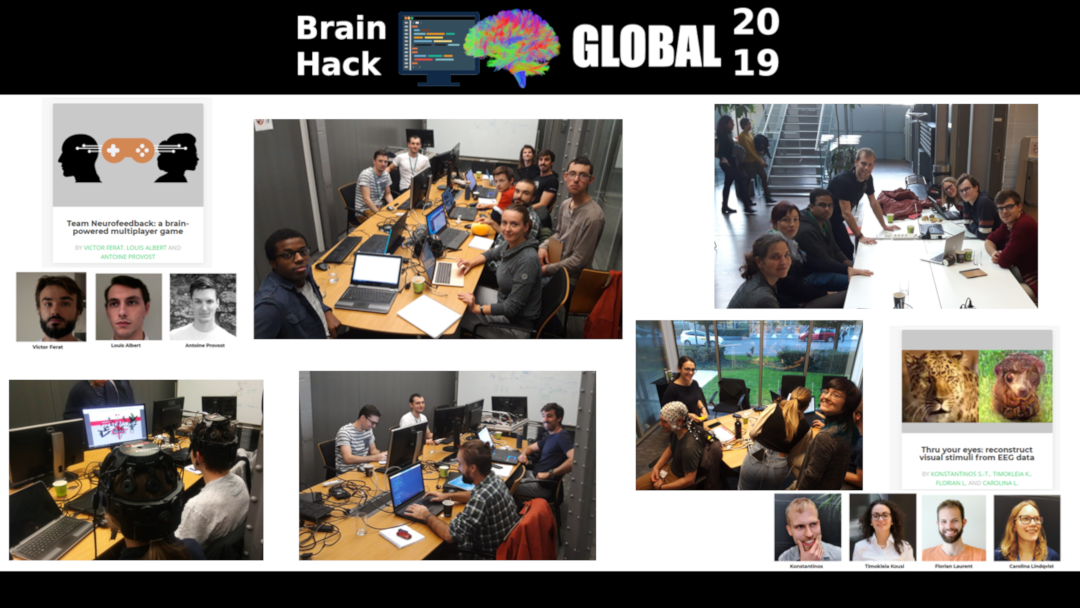 Brain
Hack
GLOBAL
20
19
Team Neurofeedback: a brain-
powered multiplayer game
BY VICTOR FERAT, LOUIS ALBERT AND
ANTOINE PROVOST
Victor Ferat
Louis Albert
Antoine Provost
Thru your eyes: reconstruct
visual stimuli from EEG data
BY KONSTANTINOS S.-T., TIMOKLEIA K.,
FLORIAN L. AND CAROLINA L.
Konstantinos
Timokleia Kousi
Florian Laurent
Carolina Lindqvist